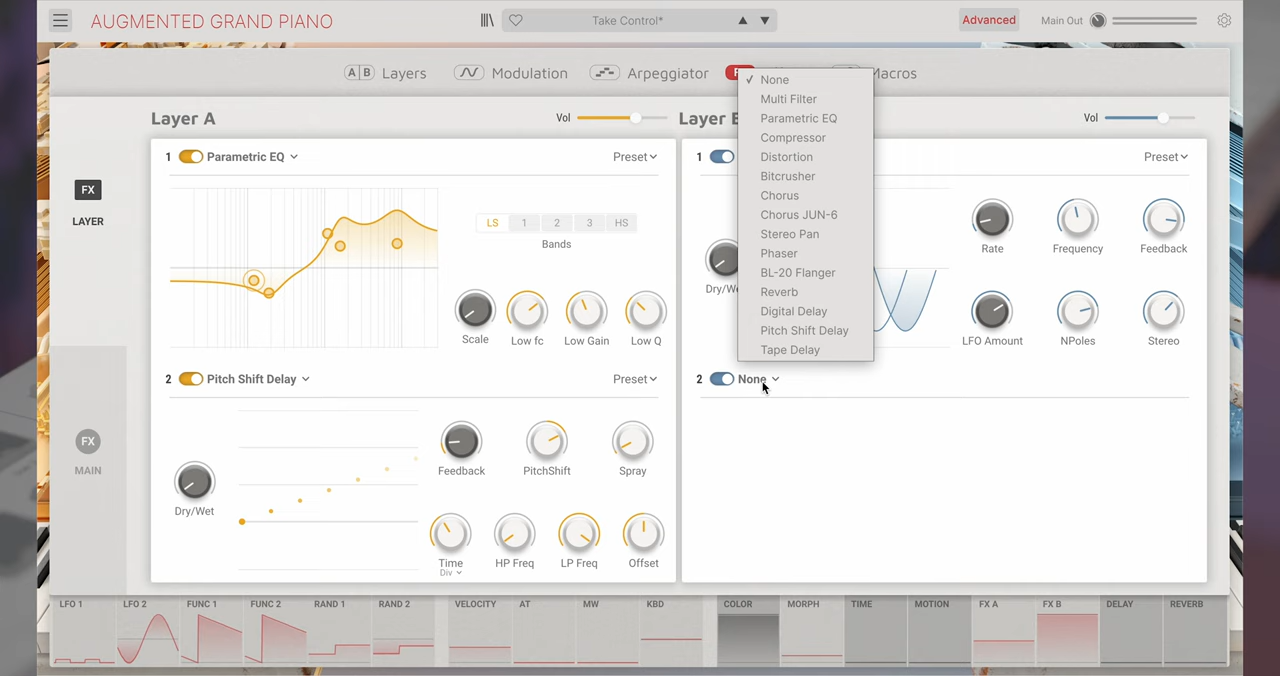 AUGMENTED GRAND PIANO
Take Control*
Advanced
Main Out
A B Layers
Modulation
Arpeggiator
Macros
Layer A
Vol
Layer
Vol
None
Multi Filter
Parametric EQ
Compressor
Distortion
Bitcrusher
Chorus
Chorus JUN-6
Stereo Pan
Phaser
BL-20 Flanger
Reverb
Digital Delay
Pitch Shift Delay
Tape Delay
FX
LAYER
FX
MAIN
1 Parametric EQ
Preset
LS 1 2 3 HS
Bands
Scale Low fc Low Gain Low Q
2 Pitch Shift Delay
Preset
Dry/Wet
Feedback PitchShift Spray
Time HP Freq LP Freq Offset
Div
1
Preset
Rate Frequency Feedback
LFO Amount NPoles Stereo
2 None
LFO 1 LFO 2 FUNC 1 FUNC 2 RAND 1 RAND 2 VELOCITY AT MW KBD COLOR MORPH TIME MOTION FX A FX B DELAY REVERB